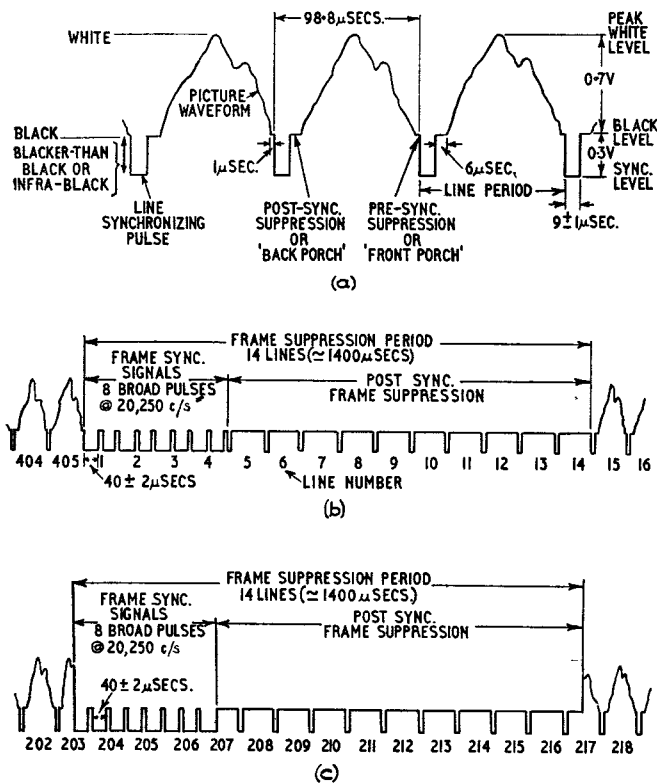 98·8μSECS.
WHITE
PEAK
WHITE
LEVEL
0·7V
PICTURE
WAVEFORM
BLACK
BLACKER-THAN
BLACK OR
INFRA-BLACK
BLACK
LEVEL
0·3V
SYNC.
LEVEL
1μSEC.
6μSEC.
LINE PERIOD
LINE
SYNCHRONIZING
PULSE
POST-SYNC.
SUPPRESSION
OR
'BACK PORCH'
PRE-SYNC.
SUPPRESSION
OR
'FRONT PORCH'
9±1μSEC.
(a)
FRAME SUPPRESSION PERIOD
14 LINES (≃1400μSECS)
FRAME SYNC.
SIGNALS
8 BROAD PULSES
@ 20,250 c/s
POST SYNC.
FRAME SUPPRESSION
404 405 1 2 3 4 5 6 7 8 9 10 11 12 13 14 15 16
40±2μSECS
LINE NUMBER
(b)
FRAME SUPPRESSION PERIOD
14 LINES (≃1400μSECS.)
FRAME SYNC.
SIGNALS
8 BROAD PULSES
@ 20,250 c/s
POST SYNC.
FRAME SUPPRESSION
40±2μSECS.
202 203 204 205 206 207 208 209 210 211 212 213 214 215 216 217 218
(c)